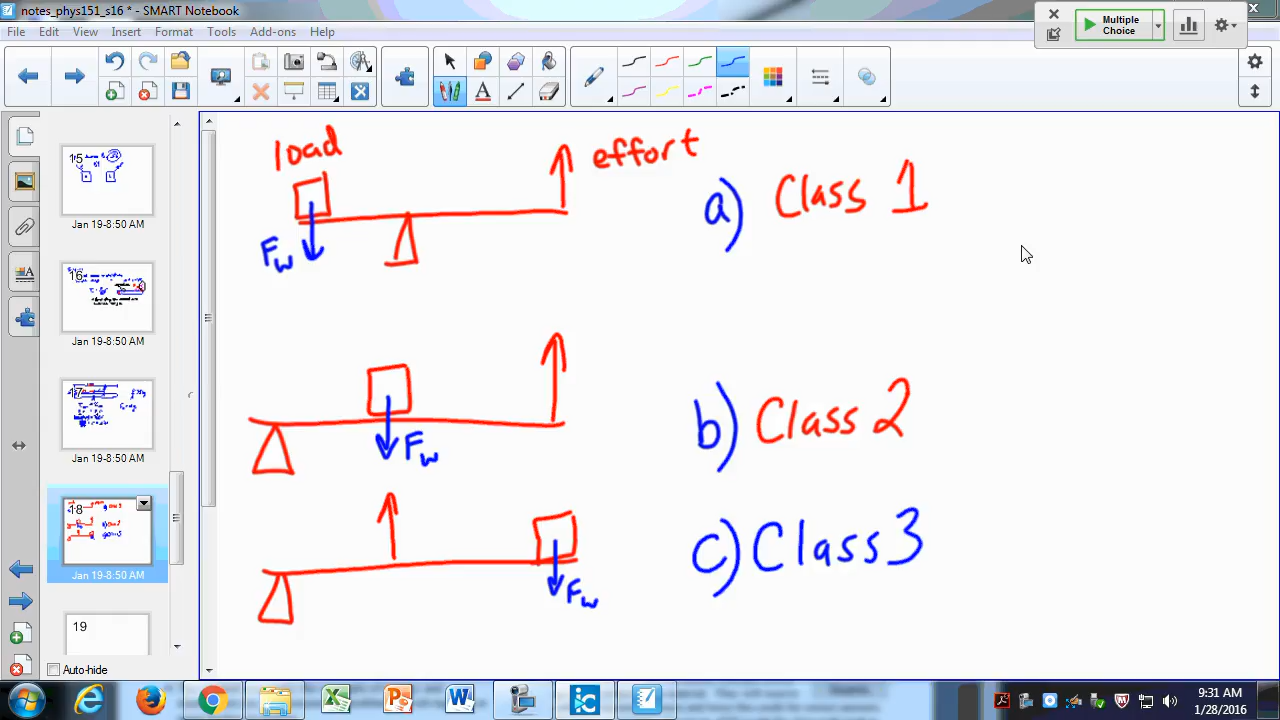 notes_phys151_s16 * - SMART Notebook
File Edit View Insert Format Tools Add-ons Help
Multiple
Choice
load
effort
a) Class 1
Fw
b) Class 2
Fw
c) Class 3
Fw
15
Jan 19-8:50 AM
16
Jan 19-8:50 AM
17
Jan 19-8:50 AM
18
Jan 19-8:50 AM
19
Auto-hide
9:31 AM
1/28/2016